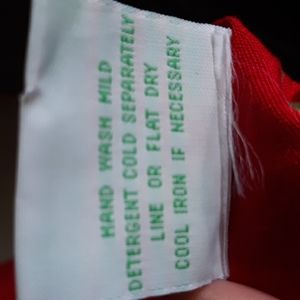 HAND WASH MILD
DETERGENT COLD SEPARATELY
LINE OR FLAT DRY
COOL IRON IF NECESSARY